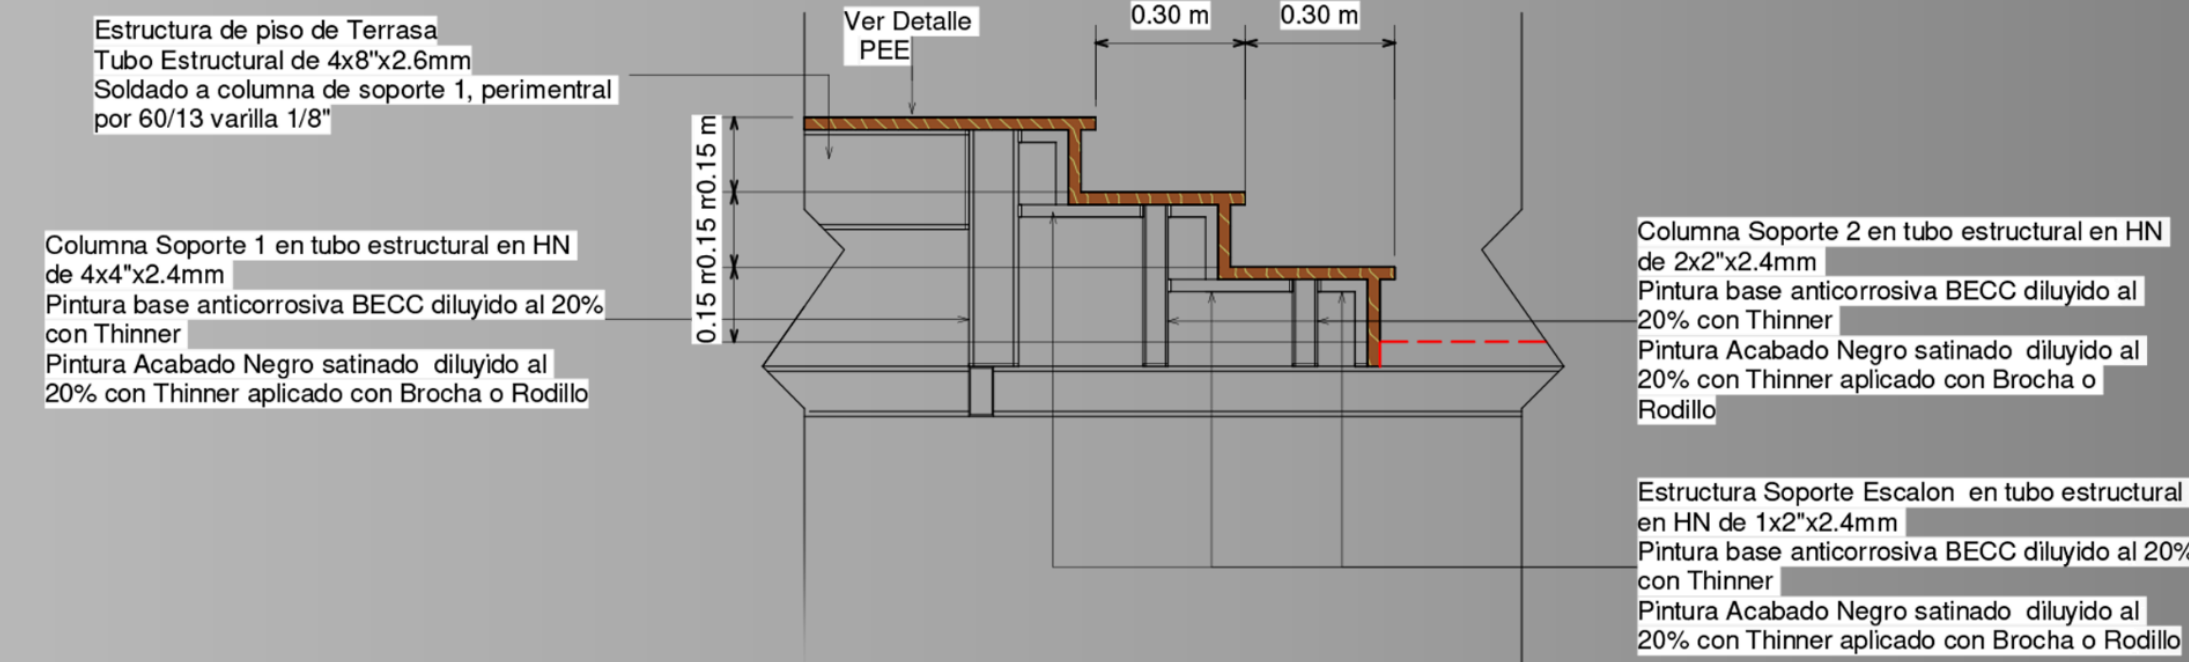 Estructura de piso de Terrasa
Tubo Estructural de 4x8"x2.6mm
Soldado a columna de soporte 1, perimentral
por 60/13 varilla 1/8"
Ver Detalle
PEE
0.30 m
0.30 m
0.15 m
0.15 m
0.15 m
Columna Soporte 1 en tubo estructural en HN
de 4x4"x2.4mm
Pintura base anticorrosiva BECC diluyido al 20%
con Thinner
Pintura Acabado Negro satinado diluyido al
20% con Thinner aplicado con Brocha o Rodillo
Columna Soporte 2 en tubo estructural en HN
de 2x2"x2.4mm
Pintura base anticorrosiva BECC diluyido al
20% con Thinner
Pintura Acabado Negro satinado diluyido al
20% con Thinner aplicado con Brocha o
Rodillo
Estructura Soporte Escalon en tubo estructural
en HN de 1x2"x2.4mm
Pintura base anticorrosiva BECC diluyido al 20%
con Thinner
Pintura Acabado Negro satinado diluyido al
20% con Thinner aplicado con Brocha o Rodillo